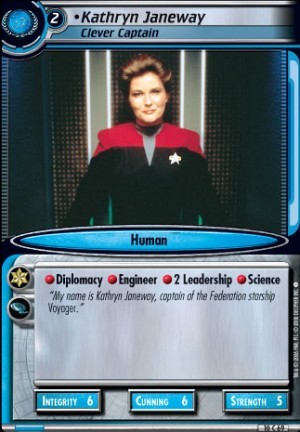 2 •Kathryn Janeway
Clever Captain
Human
Diplomacy Engineer 2 Leadership Science
"My name is Kathryn Janeway, captain of the Federation starship
Voyager."
INTEGRITY 6 CUNNING 6 STRENGTH 5